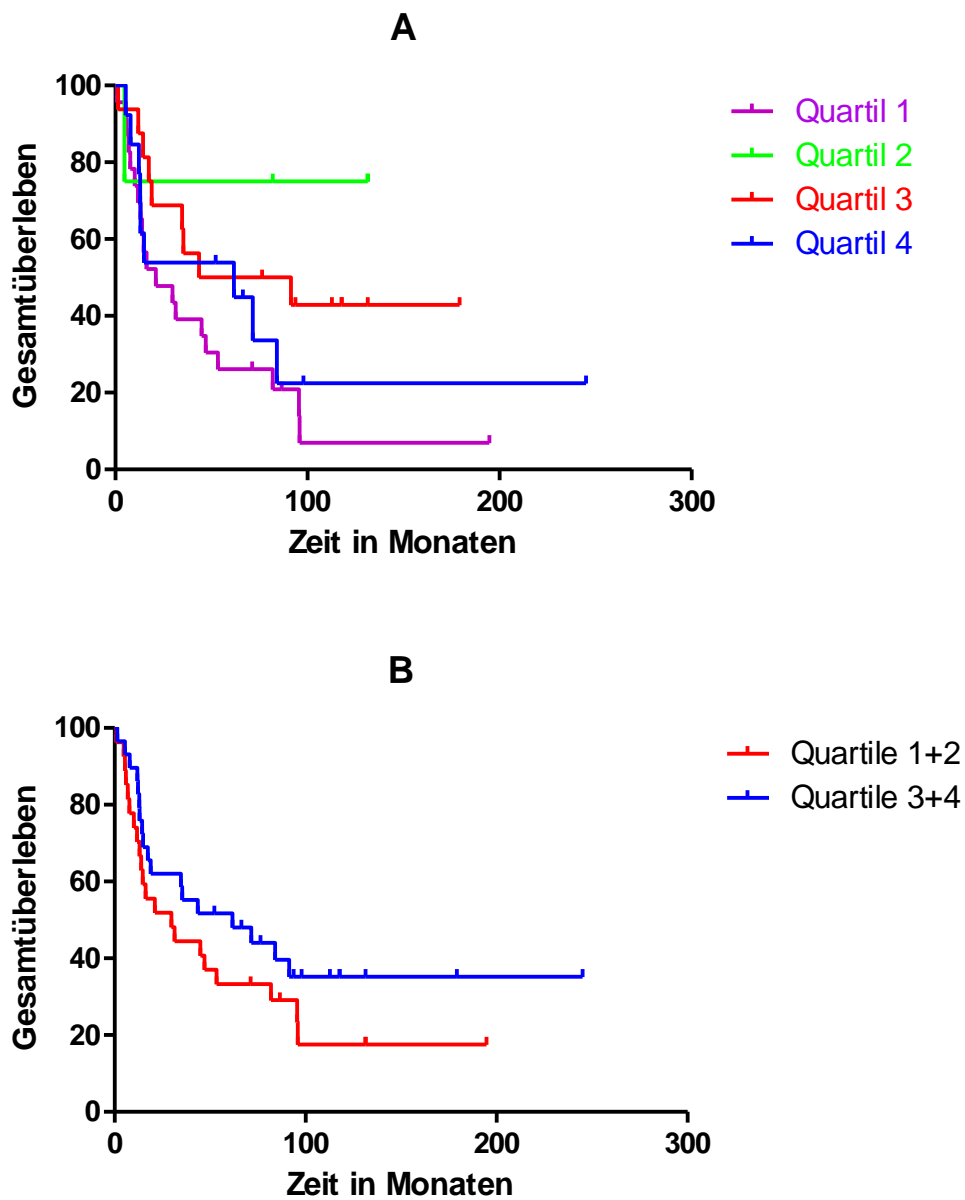 A
100
80
60
40
20
0
Gesamtüberleben
0 100 200 300
Zeit in Monaten
Quartil 1
Quartil 2
Quartil 3
Quartil 4
B
100
80
60
40
20
0
Gesamtüberleben
0 100 200 300
Zeit in Monaten
Quartile 1+2
Quartile 3+4